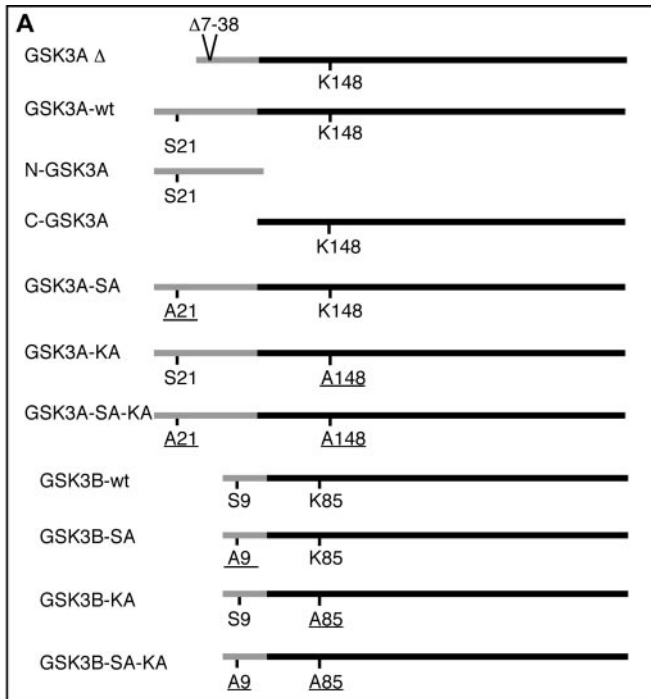 A
Δ7-38
GSK3A Δ
K148
GSK3A-wt
S21 K148
N-GSK3A
S21
C-GSK3A
K148
GSK3A-SA
A21 K148
GSK3A-KA
S21 A148
GSK3A-SA-KA
A21 A148
GSK3B-wt
S9 K85
GSK3B-SA
A9 K85
GSK3B-KA
S9 A85
GSK3B-SA-KA
A9 A85